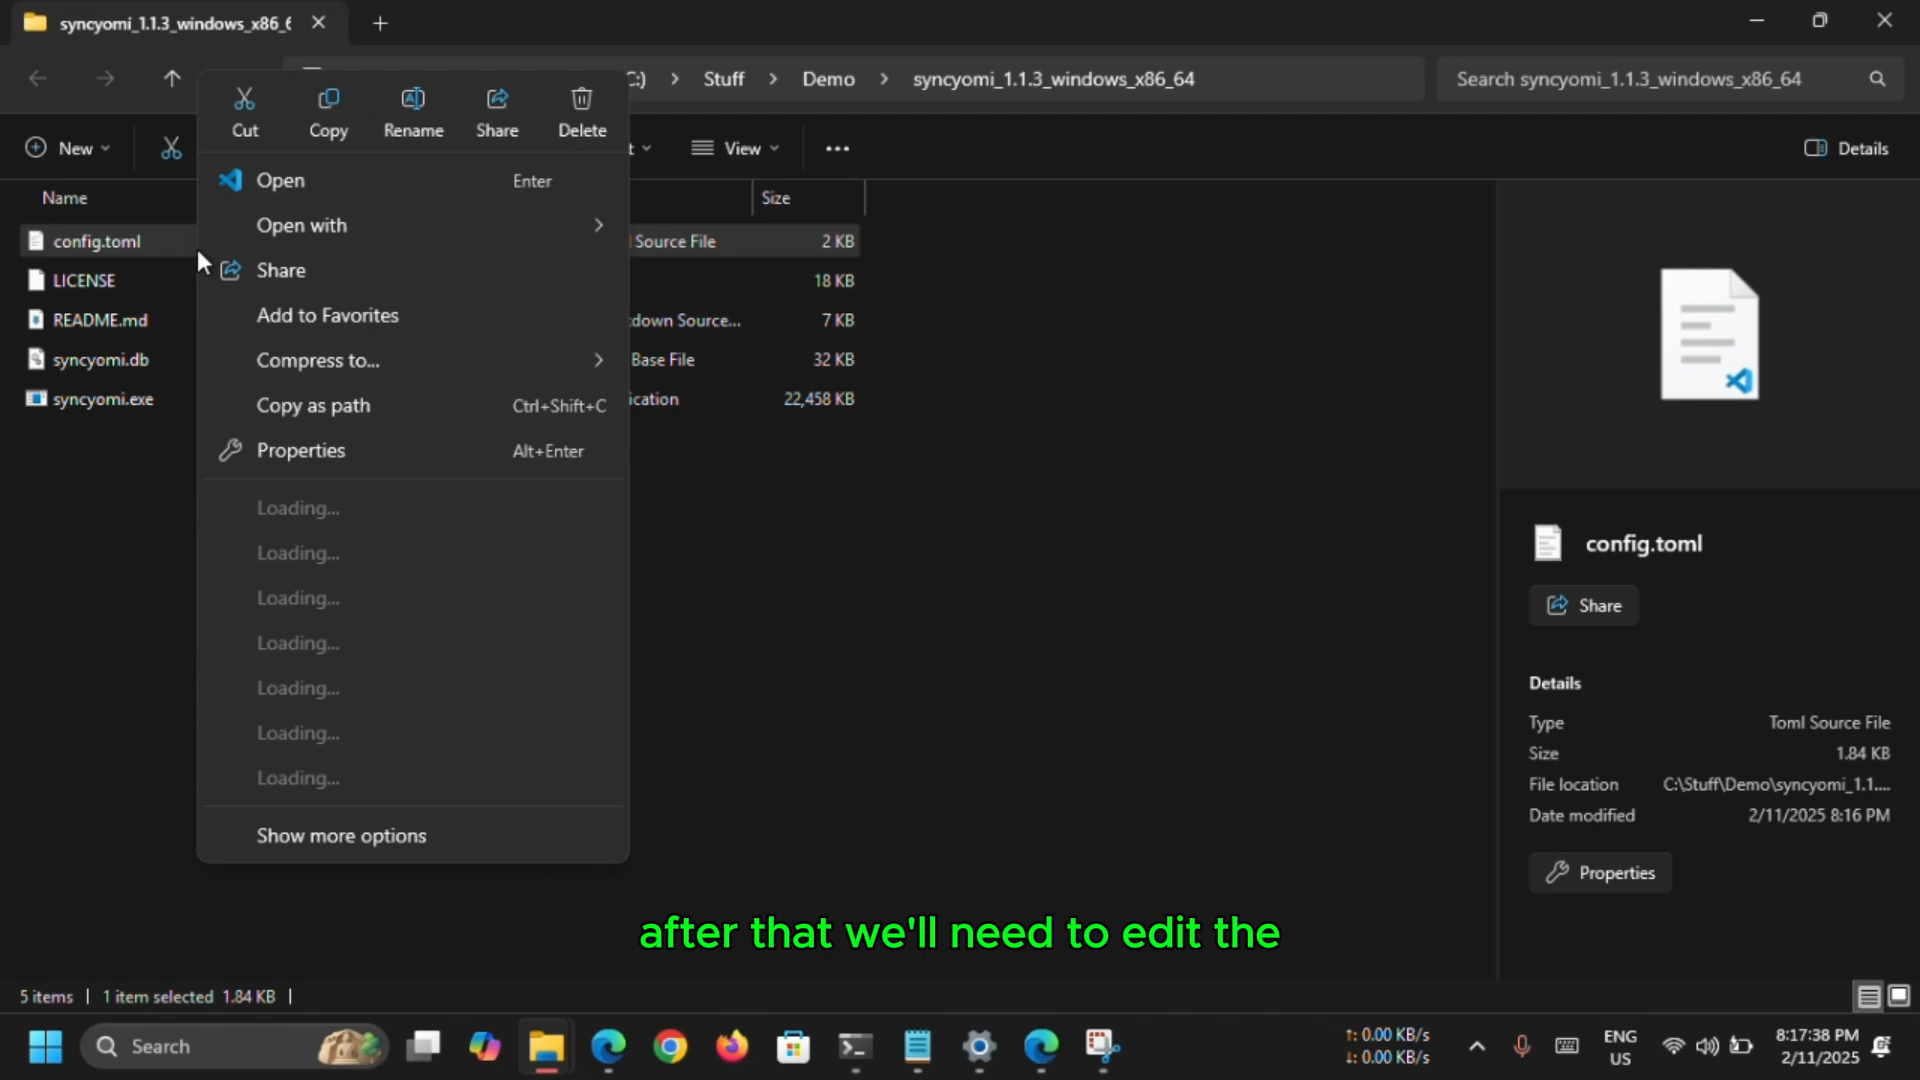 syncyomi_1.1.3_windows_x86_6
C:)
Stuff
Demo
syncyomi_1.1.3_windows_x86_64
Search syncyomi_1.1.3_windows_x86_64
Cut
Copy
Rename
Share
Delete
New
View
Details
Name
Size
Open Enter
Open with
config.toml
Source File
2 KB
Share
LICENSE
18 KB
Add to Favorites
README.md
down Source...
7 KB
Compress to...
syncyomi.db
Base File
32 KB
Copy as path Ctrl+Shift+C
syncyomi.exe
ication
22,458 KB
Properties Alt+Enter
Loading...
Loading...
Loading...
Loading...
Loading...
Loading...
Loading...
Show more options
config.toml
Share
Details
Type Toml Source File
Size 1.84 KB
File location C:\Stuff\Demo\syncyomi_1.1....
Date modified 2/11/2025 8:16 PM
Properties
after that we'll need to edit the
5 items
1 item selected 1.84 KB
Search
↑: 0.00 KB/s
↓: 0.00 KB/s
ENG
US
8:17:38 PM
2/11/2025